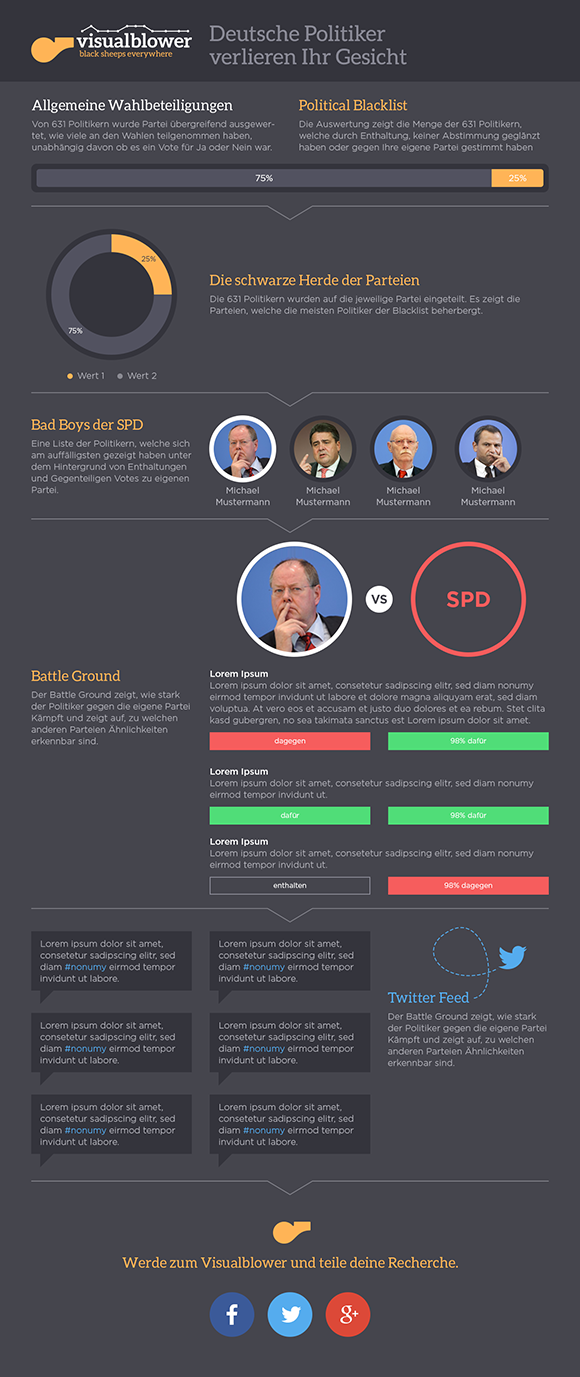 visualblower
black sheeps everywhere
Deutsche Politiker
verlieren Ihr Gesicht
Allgemeine Wahlbeteiligungen
Von 631 Politikern wurde Partei übergreifend ausgewer-
tet, wie viele an den Wahlen teilgenommen haben,
unabhängig davon ob es ein Vote für Ja oder Nein war.
Political Blacklist
Die Auswertung zeigt die Menge der 631 Politikern,
welche durch Enthaltung, keiner Abstimmung geglänzt
haben oder gegen Ihre eigene Partei gestimmt haben
75%
25%
25%
75%
Wert 1
Wert 2
Die schwarze Herde der Parteien
Die 631 Politikern wurden auf die jeweilige Partei eingeteilt. Es zeigt die
Parteien, welche die meisten Politiker der Blacklist beherbergt.
Bad Boys der SPD
Eine Liste der Politikern, welche sich
am auffälligsten gezeigt haben unter
dem Hintergrund von Enthaltungen
und Gegenteiligen Votes zu eigenen
Partei.
Michael
Mustermann
Michael
Mustermann
Michael
Mustermann
Michael
Mustermann
VS
SPD
Battle Ground
Der Battle Ground zeigt, wie stark
der Politiker gegen die eigene Partei
Kämpft und zeigt auf, zu welchen
anderen Parteien Ähnlichkeiten
erkennbar sind.
Lorem Ipsum
Lorem ipsum dolor sit amet, consetetur sadipscing elitr, sed diam nonumy
eirmod tempor invidunt ut labore et dolore magna aliquyam erat, sed diam
voluptua. At vero eos et accusam et justo duo dolores et ea rebum. Stet clita
kasd gubergren, no sea takimata sanctus est Lorem ipsum dolor sit amet.
dagegen
98% dafür
Lorem Ipsum
Lorem ipsum dolor sit amet, consetetur sadipscing elitr, sed diam nonumy
eirmod tempor invidunt ut.
dafür
98% dafür
Lorem Ipsum
Lorem ipsum dolor sit amet, consetetur sadipscing elitr, sed diam nonumy
eirmod tempor invidunt ut.
enthalten
98% dagegen
Lorem ipsum dolor sit amet,
consetetur sadipscing elitr, sed
diam #nonumy eirmod tempor
invidunt ut labore.
Lorem ipsum dolor sit amet,
consetetur sadipscing elitr, sed
diam #nonumy eirmod tempor
invidunt ut labore.
Lorem ipsum dolor sit amet,
consetetur sadipscing elitr, sed
diam #nonumy eirmod tempor
invidunt ut labore.
Lorem ipsum dolor sit amet,
consetetur sadipscing elitr, sed
diam #nonumy eirmod tempor
invidunt ut labore.
Lorem ipsum dolor sit amet,
consetetur sadipscing elitr, sed
diam #nonumy eirmod tempor
invidunt ut labore.
Lorem ipsum dolor sit amet,
consetetur sadipscing elitr, sed
diam #nonumy eirmod tempor
invidunt ut labore.
Twitter Feed
Der Battle Ground zeigt, wie stark
der Politiker gegen die eigene Partei
Kämpft und zeigt auf, zu welchen
anderen Parteien Ähnlichkeiten
erkennbar sind.
Werde zum Visualblower und teile deine Recherche.
f
g+